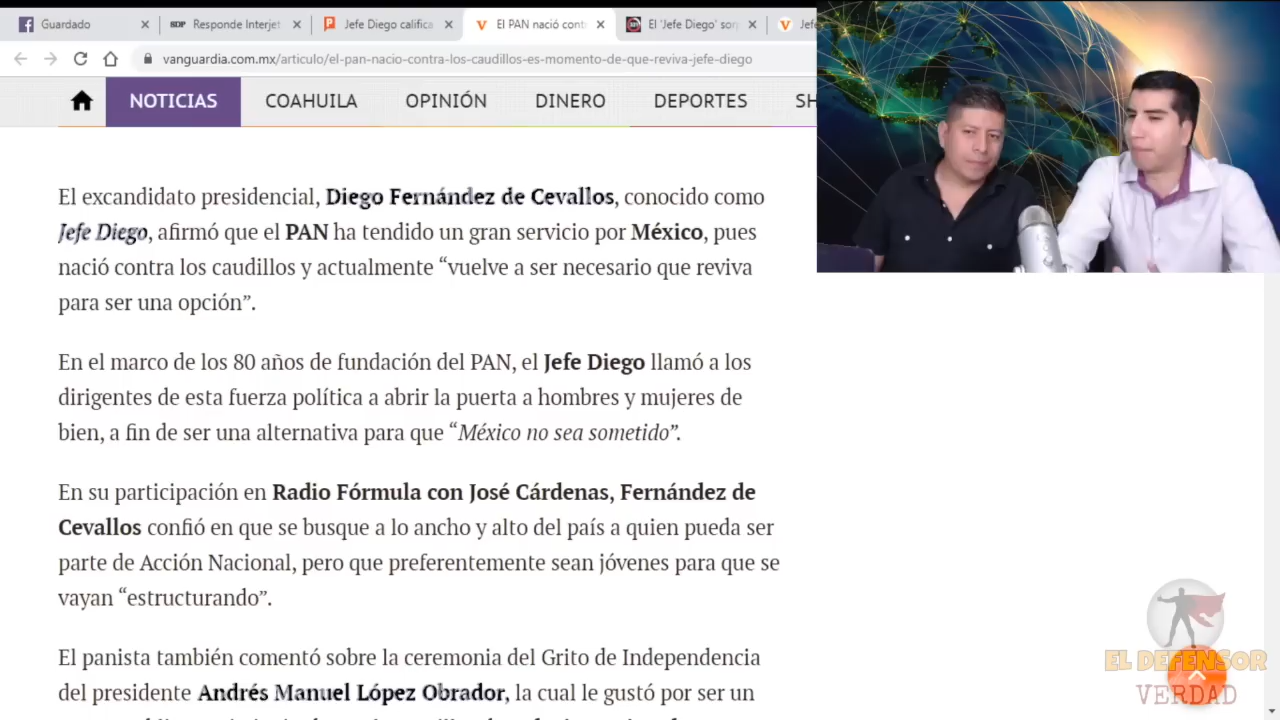 Guardado
Responde Interjet
Jefe Diego califica
El PAN nació cont
El 'Jefe Diego' sor
Jefe
vanguardia.com.mx/articulo/el-pan-nacio-contra-los-caudillos-es-momento-de-que-reviva-jefe-diego
NOTICIAS COAHUILA OPINIÓN DINERO DEPORTES SH
El excandidato presidencial, Diego Fernández de Cevallos, conocido como
Jefe Diego, afirmó que el PAN ha tendido un gran servicio por México, pues
nació contra los caudillos y actualmente “vuelve a ser necesario que reviva
para ser una opción”.
En el marco de los 80 años de fundación del PAN, el Jefe Diego llamó a los
dirigentes de esta fuerza política a abrir la puerta a hombres y mujeres de
bien, a fin de ser una alternativa para que “México no sea sometido”.
En su participación en Radio Fórmula con José Cárdenas, Fernández de
Cevallos confió en que se busque a lo ancho y alto del país a quien pueda ser
parte de Acción Nacional, pero que preferentemente sean jóvenes para que se
vayan “estructurando”.
El panista también comentó sobre la ceremonia del Grito de Independencia
del presidente Andrés Manuel López Obrador, la cual le gustó por ser un
EL DEFENSOR
VERDAD